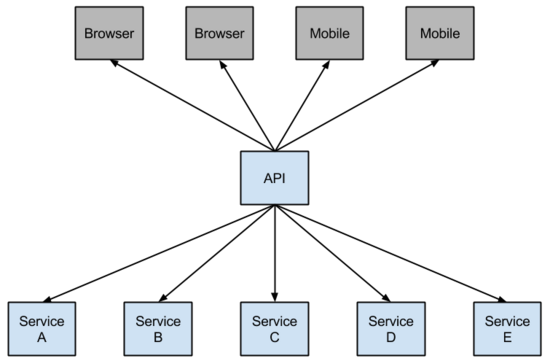 Browser
Browser
Mobile
Mobile
API
Service
A
Service
B
Service
C
Service
D
Service
E